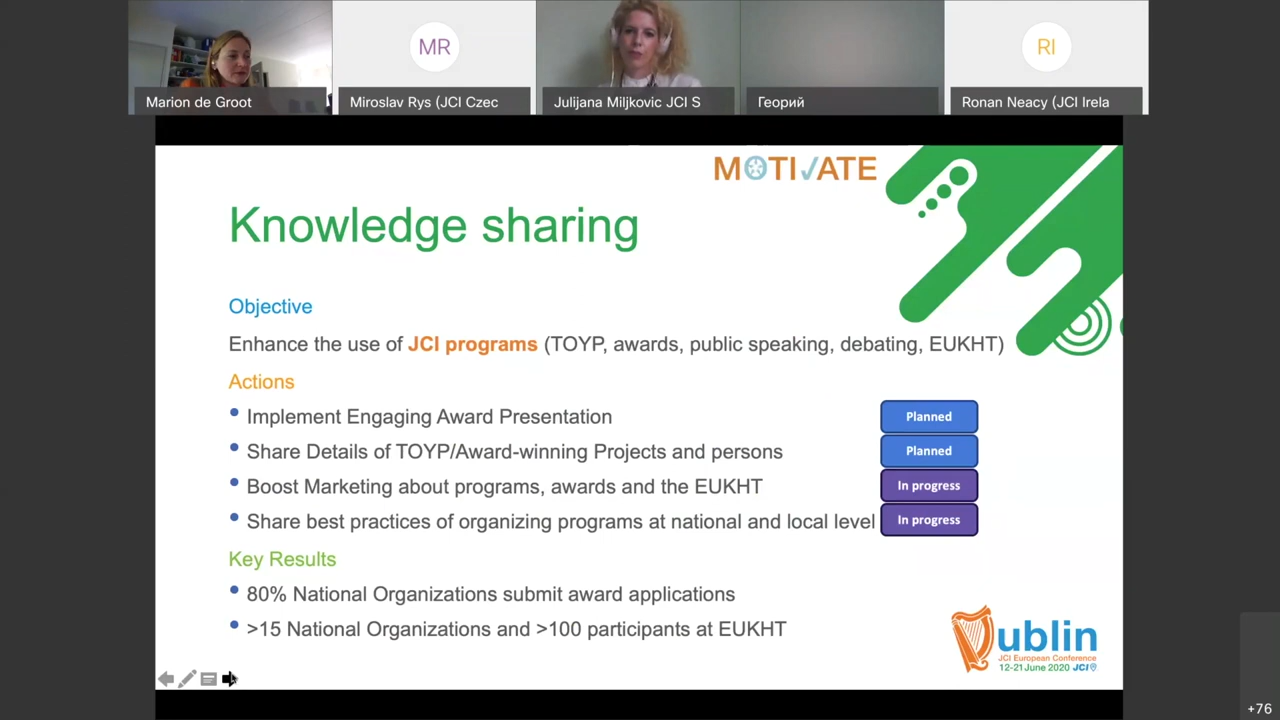 MR
RI
Marion de Groot
Miroslav Rys (JCI Czec
Julijana Miljkovic JCI S
Георий
Ronan Neacy (JCI Irela
MOTIVATE
Knowledge sharing
Objective
Enhance the use of JCI programs (TOYP, awards, public speaking, debating, EUKHT)
Actions
• Implement Engaging Award Presentation
Planned
• Share Details of TOYP/Award-winning Projects and persons
Planned
• Boost Marketing about programs, awards and the EUKHT
In progress
• Share best practices of organizing programs at national and local level
In progress
Key Results
• 80% National Organizations submit award applications
• >15 National Organizations and >100 participants at EUKHT
Dublin
JCI European Conference
12-21 June 2020 JCI
+76